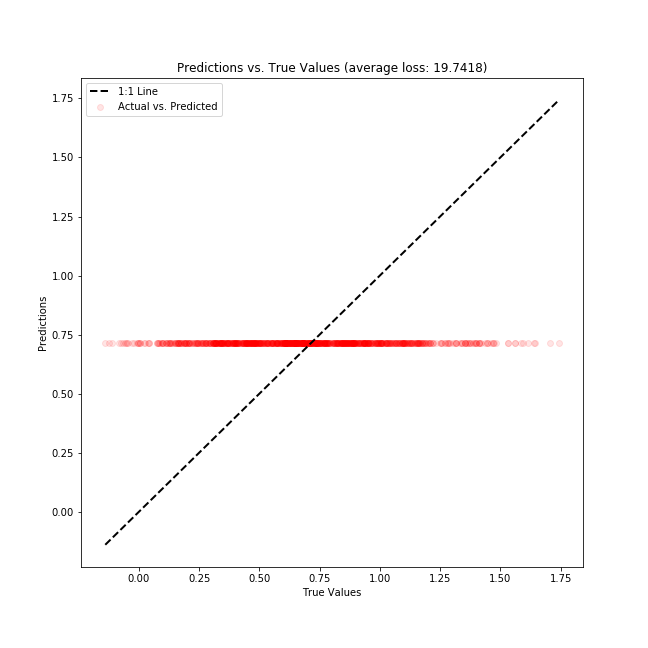 Predictions vs. True Values (average loss: 19.7418)
1:1 Line
Actual vs. Predicted
1.75
1.50
1.25
1.00
0.75
0.50
0.25
0.00
Predictions
0.00 0.25 0.50 0.75 1.00 1.25 1.50 1.75
True Values